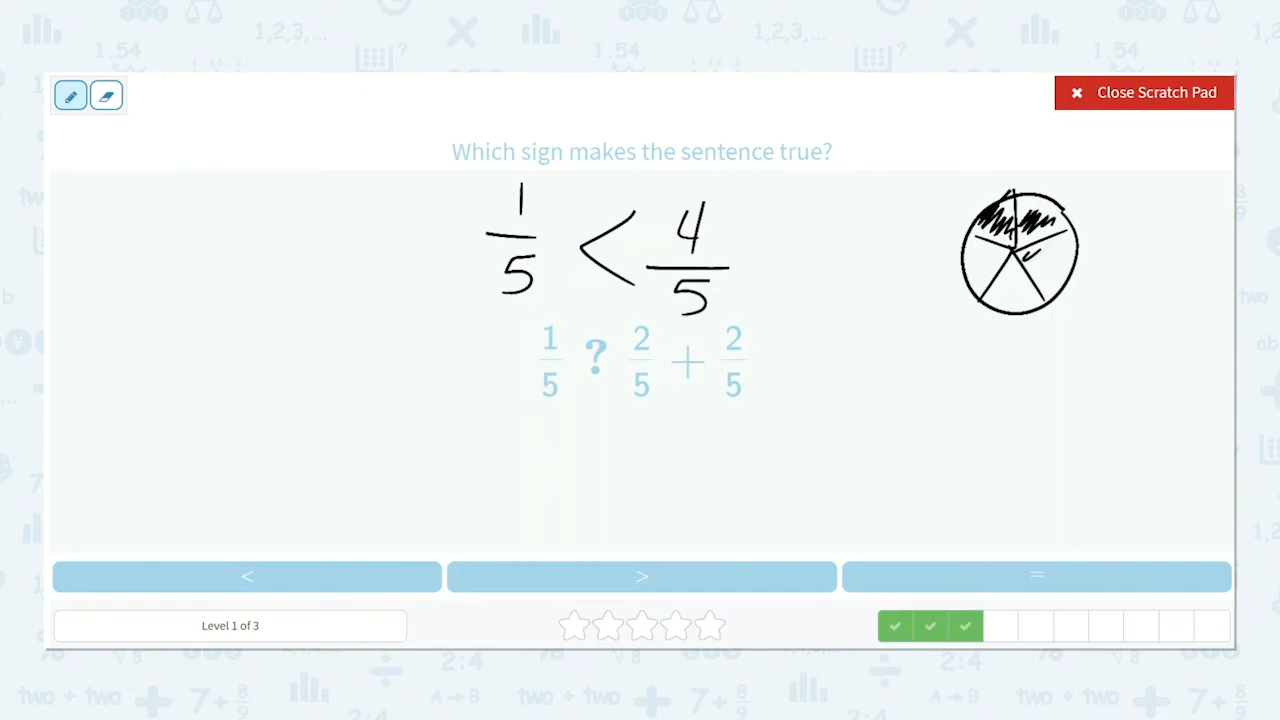 Close Scratch Pad
Which sign makes the sentence true?
1/5 < 4/5
1/5 ? 2/5 + 2/5
< > =
Level 1 of 3